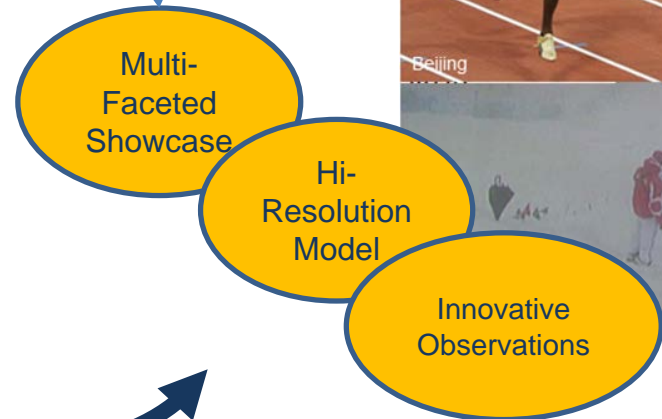 Multi-
Faceted
Showcase
Beijing
Hi-
Resolution
Model
Innovative
Observations